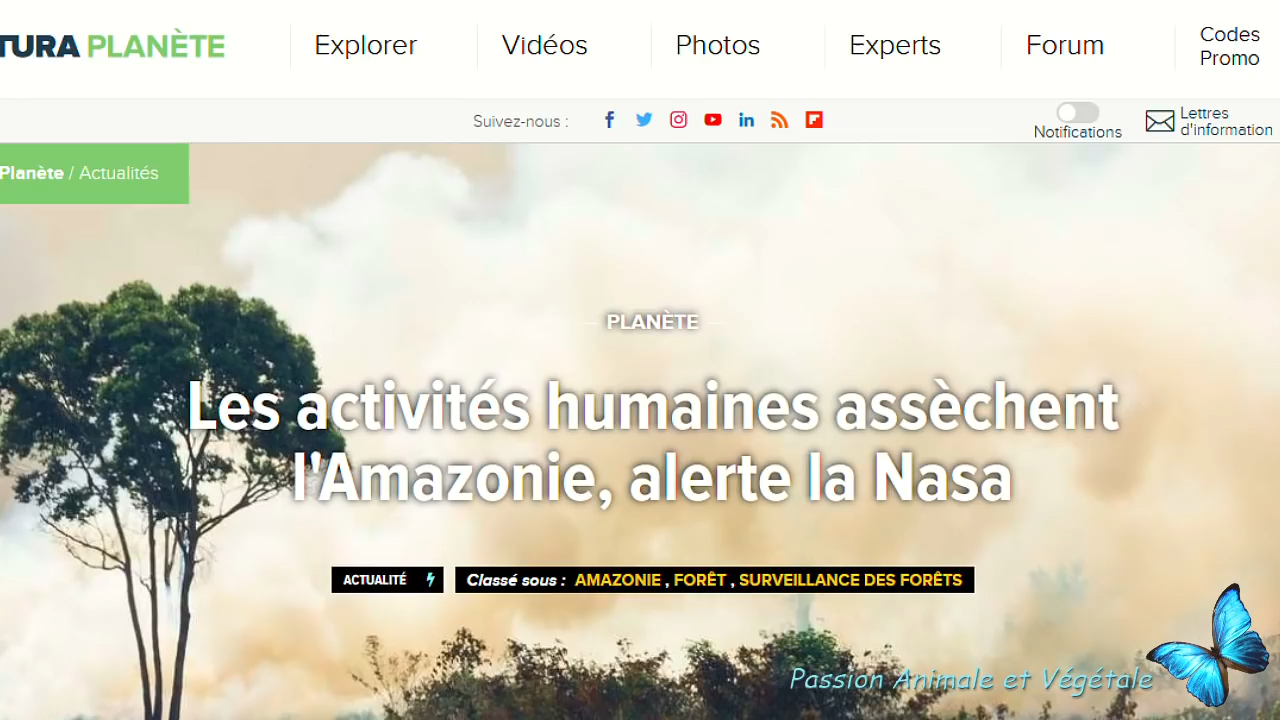 TURA PLANÈTE
Explorer
Vidéos
Photos
Experts
Forum
Codes
Promo
Suivez-nous :
Notifications
Lettres
d'information
Planète / Actualités
PLANÈTE
Les activités humaines assèchent
l'Amazonie, alerte la Nasa
ACTUALITÉ
Classé sous : AMAZONIE , FORÊT , SURVEILLANCE DES FORÊTS
Passion Animale et Végétale